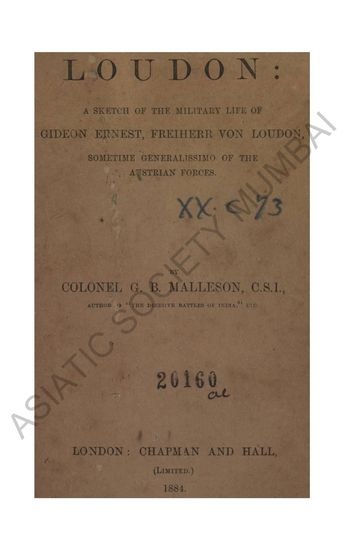 LOUDON:
A SKETCH OF THE MILITARY LIFE OF
GIDEON ERNEST, FREIHERR VON LOUDON,
SOMETIME GENERALISSIMO OF THE
AUSTRIAN FORCES.
XX C 73
BY
COLONEL G. B. MALLESON, C.S.I.,
AUTHOR OF "THE DECISIVE BATTLES OF INDIA," ETC.
20160
al
LONDON: CHAPMAN AND HALL,
(LIMITED.)
1884.
ASIATIC SOCIETY MUMBAI